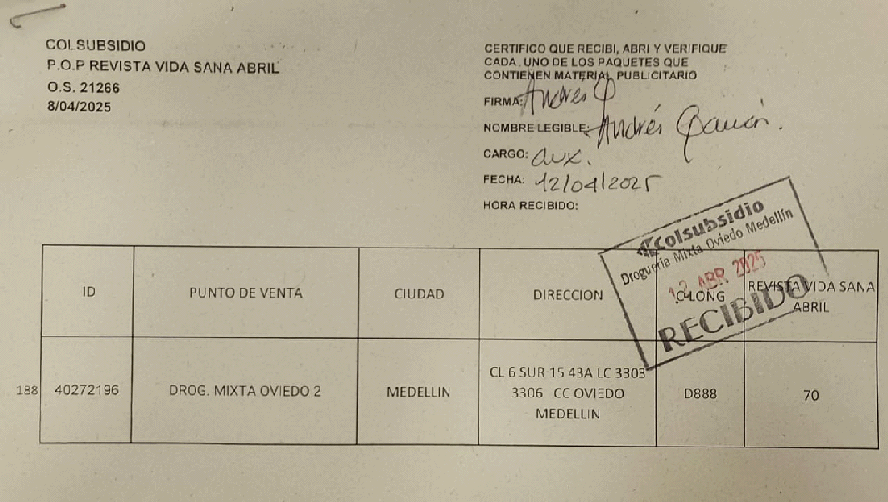 COLSUBSIDIO
P.O.P REVISTA VIDA SANA ABRIL
O.S. 21266
8/04/2025
CERTIFICO QUE RECIBI, ABRI Y VERIFIQUE
CADA UNO DE LOS PAQUETES QUE
CONTIENEN MATERIAL PUBLICITARIO
FIRMA: Andrés
NOMBRE LEGIBLE: Andrés
CARGO: aux.
FECHA: 12/04/2025
HORA RECIBIDO:
Colsubsidio
Droguería Mixta Oviedo Medellín
12 ABR 2025
RECIBIDO
ID PUNTO DE VENTA CIUDAD DIRECCION C-LONG REVISTA VIDA SANA
ABRIL
188 40272196 DROG. MIXTA OVIEDO 2 MEDELLIN CL 6 SUR 15 43A LC 3303
3306 CC OVIEDO
MEDELLIN D888 70